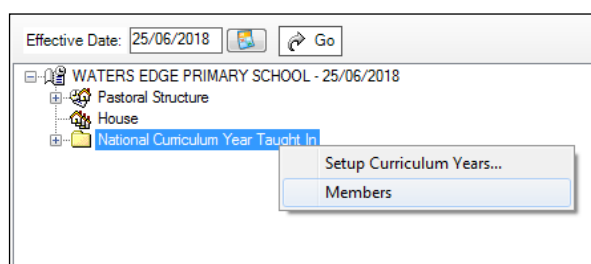 Effective Date: 25/06/2018 Go
WATERS EDGE PRIMARY SCHOOL - 25/06/2018
Pastoral Structure
House
National Curriculum Year Taught In
Setup Curriculum Years...
Members